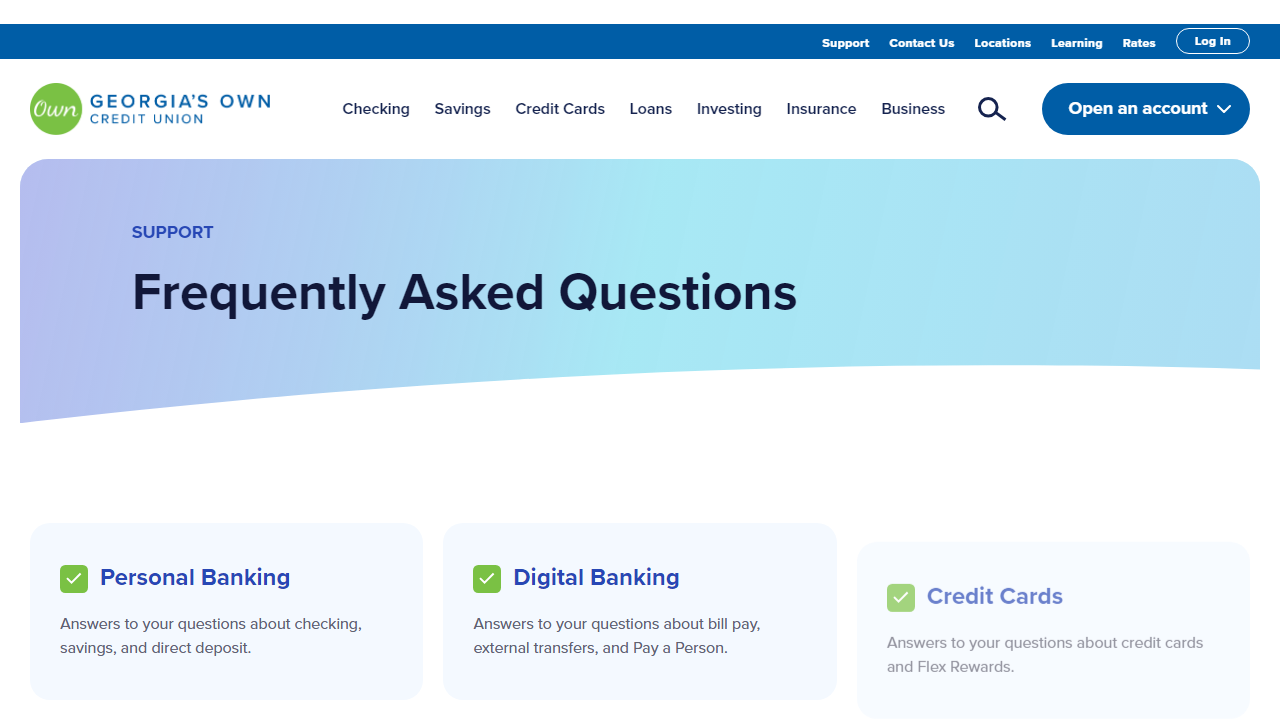 Support Contact Us Locations Learning Rates Log In
Own GEORGIA'S OWN
CREDIT UNION
Checking Savings Credit Cards Loans Investing Insurance Business
Open an account
SUPPORT
Frequently Asked Questions
Personal Banking
Answers to your questions about checking,
savings, and direct deposit.
Digital Banking
Answers to your questions about bill pay,
external transfers, and Pay a Person.
Credit Cards
Answers to your questions about credit cards
and Flex Rewards.